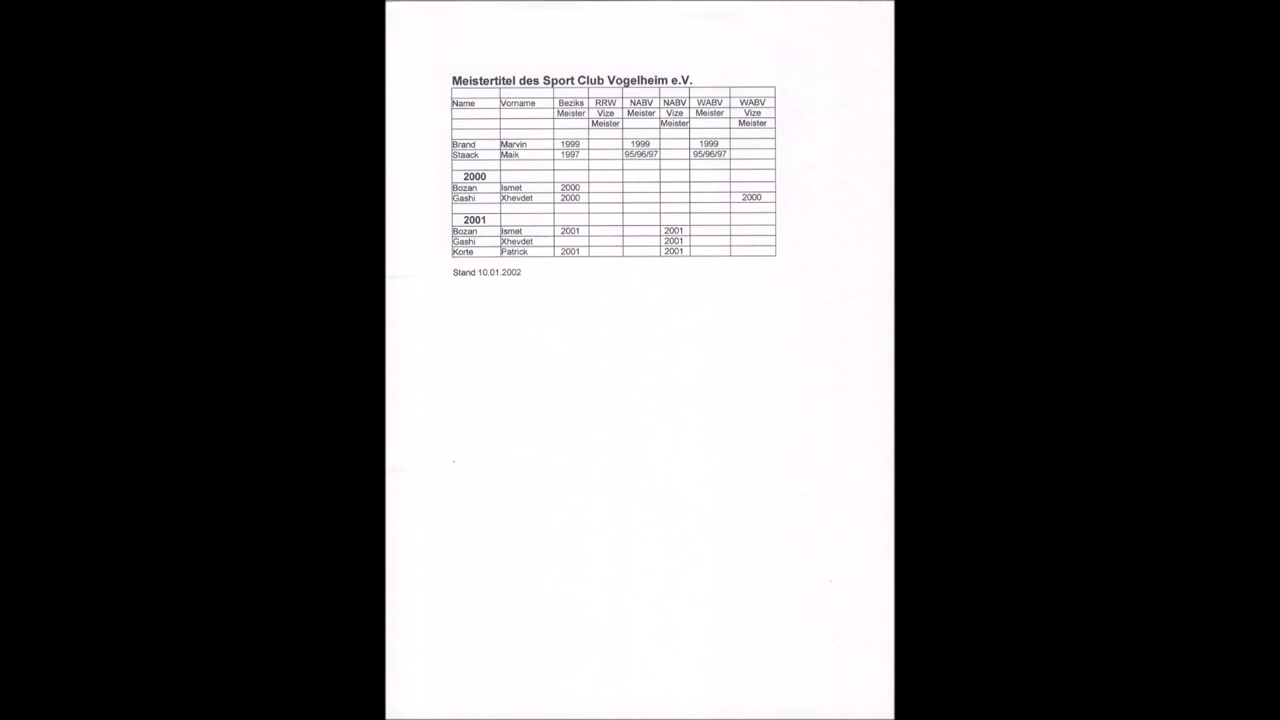 Meistertitel des Sport Club Vogelheim e.V.
Name Vorname Beziks RRW NABV NABV WABV WABV
Meister Vize Meister Vize Meister Vize
Meister Meister Meister
Brand Marvin 1999 1999 1999
Staack Maik 1997 95/96/97 95/96/97
2000
Bozan Ismet 2000
Gashi Xhevdet 2000 2000
2001
Bozan Ismet 2001 2001
Gashi Xhevdet 2001
Korte Patrick 2001 2001
Stand 10.01.2002